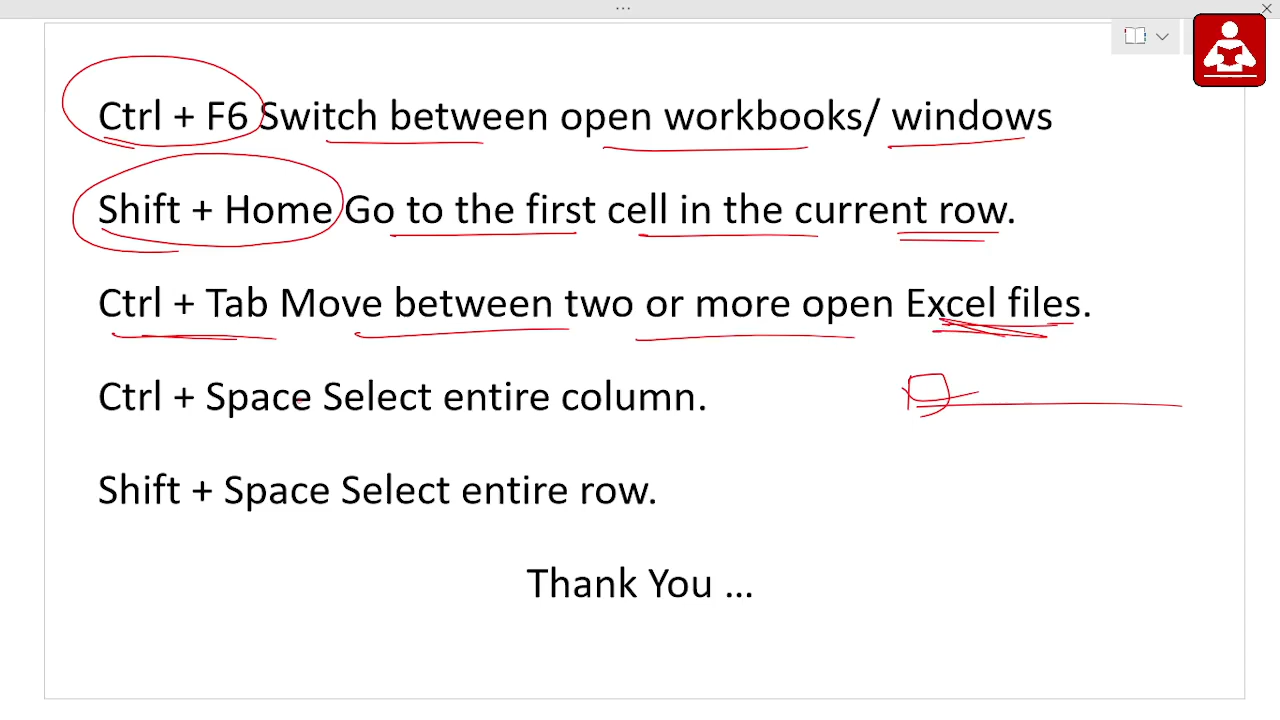 Ctrl + F6 Switch between open workbooks/ windows
Shift + Home Go to the first cell in the current row.
Ctrl + Tab Move between two or more open Excel files.
Ctrl + Space Select entire column.
Shift + Space Select entire row.
Thank You ...